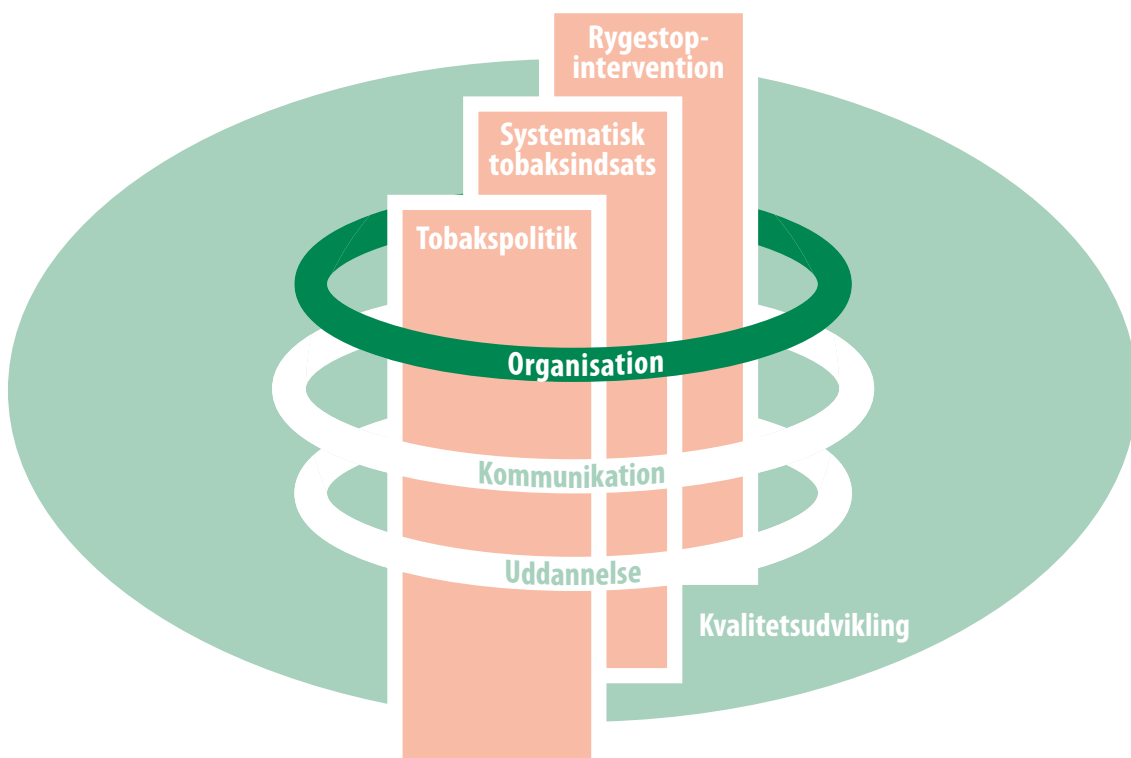 Rygestop-
intervention
Systematisk
tobaksindsats
Tobakspolitik
Organisation
Kommunikation
Uddannelse
Kvalitetsudvikling